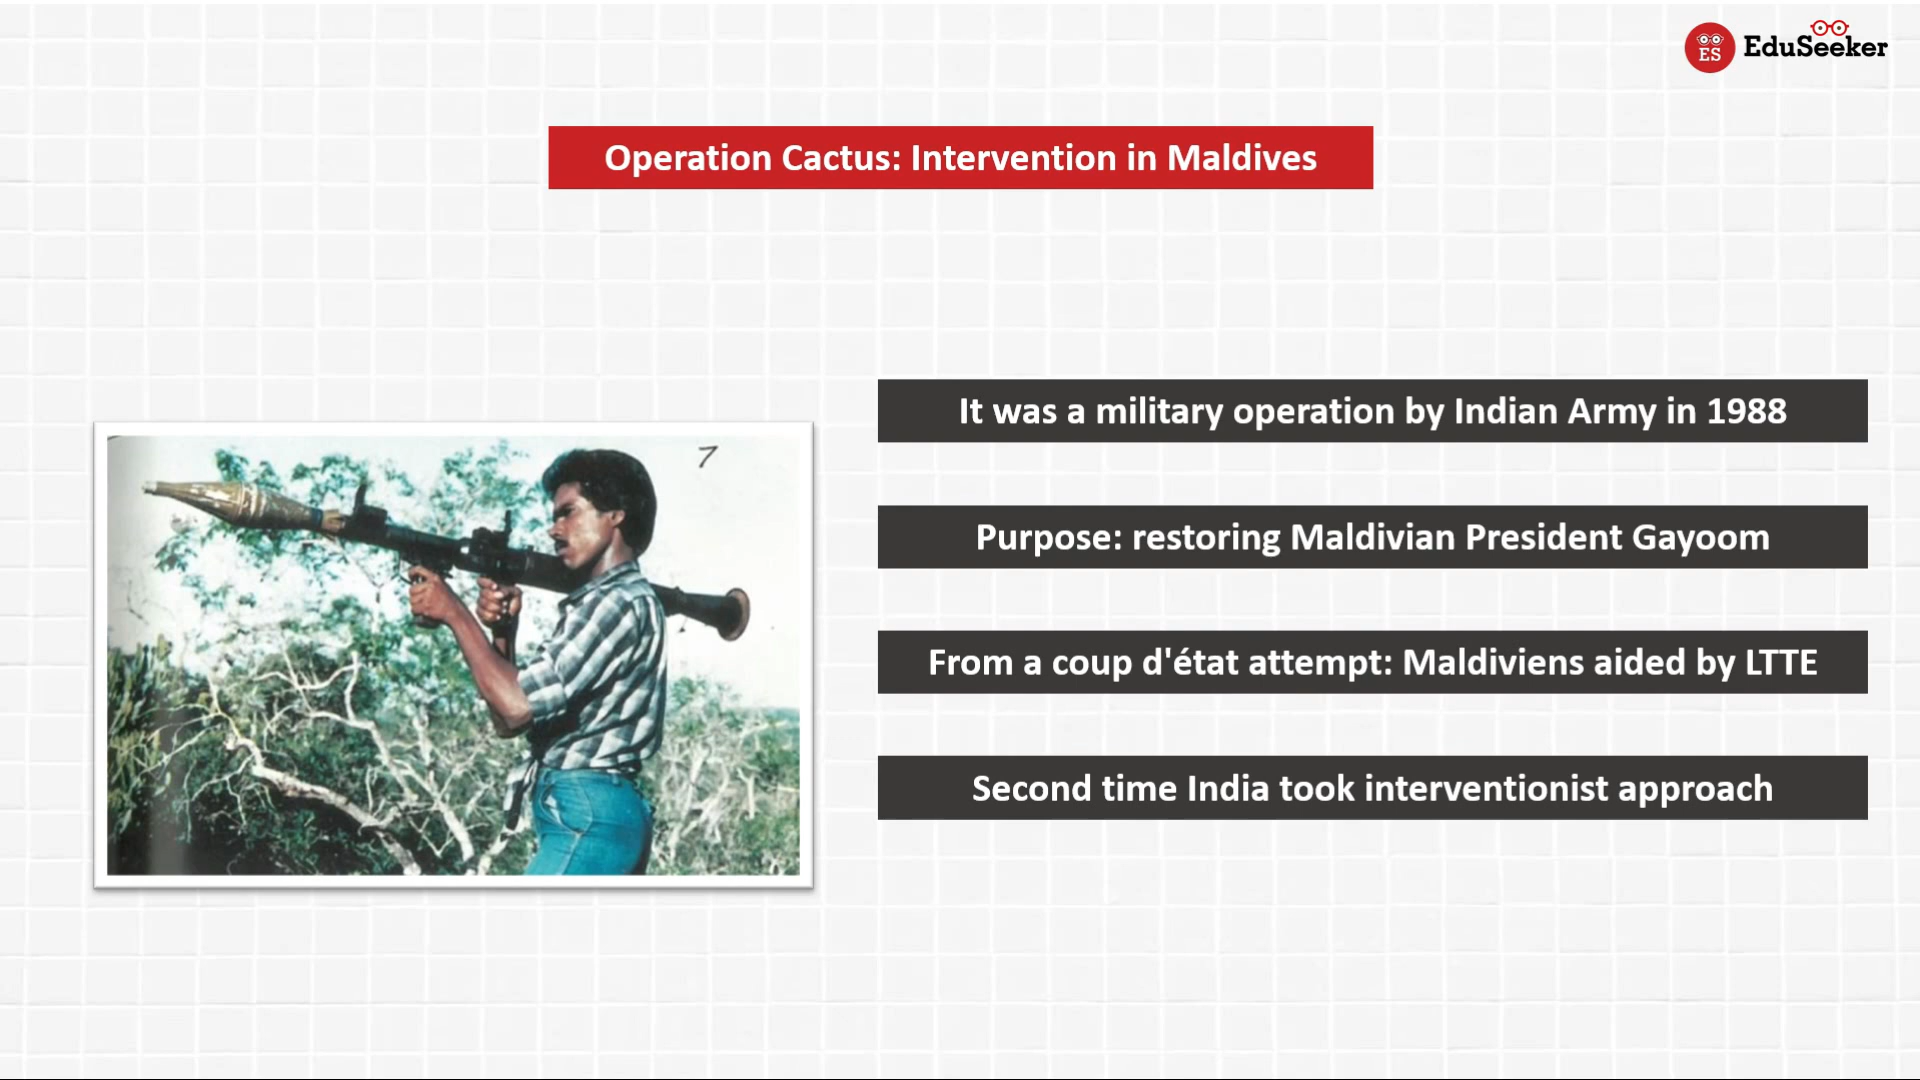 ES
EduSeeker
Operation Cactus: Intervention in Maldives
It was a military operation by Indian Army in 1988
Purpose: restoring Maldivian President Gayoom
From a coup d'état attempt: Maldiviens aided by LTTE
Second time India took interventionist approach
7